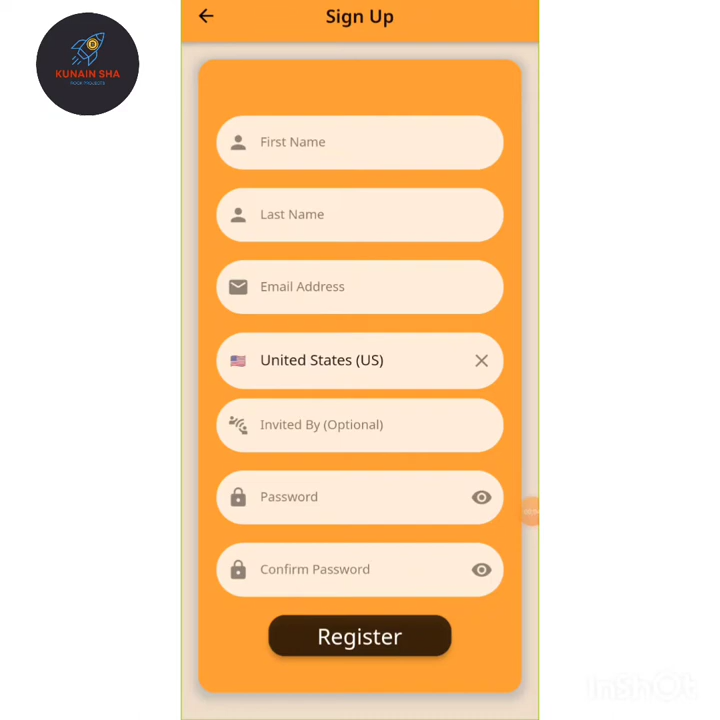 Sign Up
KUNAIN SHA
First Name
Last Name
Email Address
United States (US)
Invited By (Optional)
Password
Confirm Password
Register
InShOt